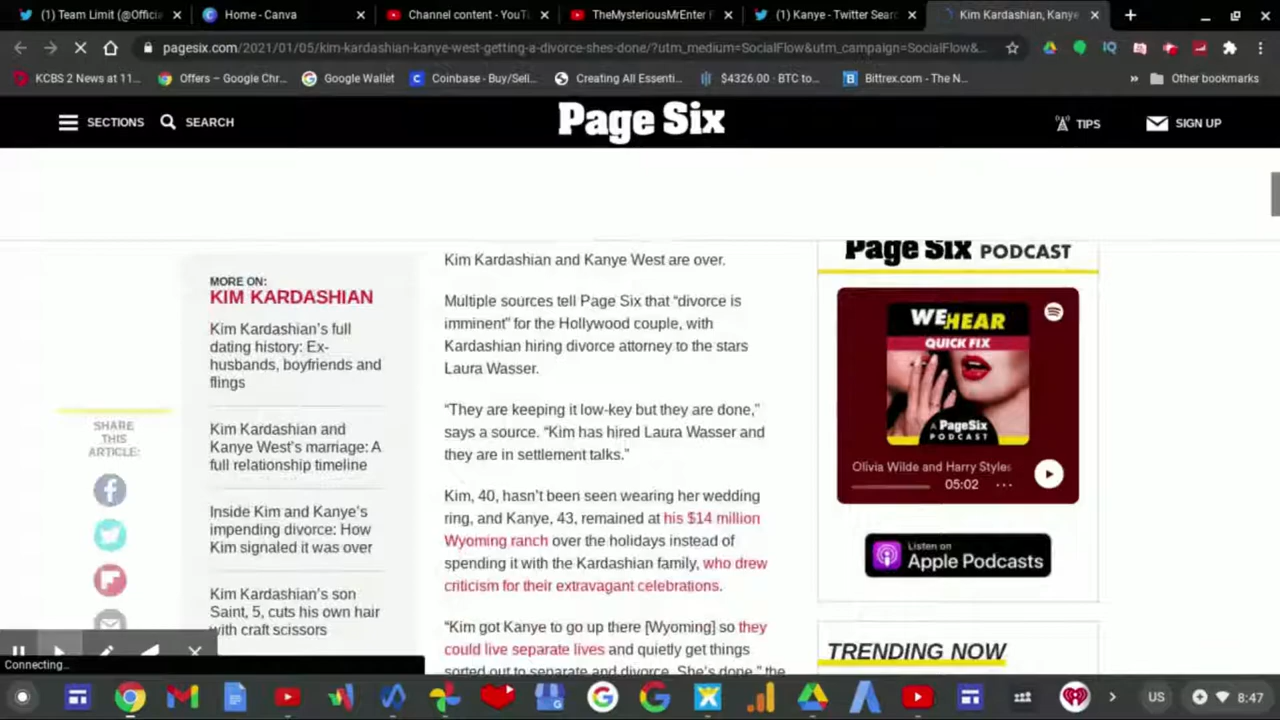 (1) Team Limit (@Officia
Home - Canva
Channel content - YouTu
TheMysteriousMrEnter F
(1) Kanye - Twitter Searc
Kim Kardashian, Kanye
pagesix.com/2021/01/05/kim-kardashian-kanye-west-getting-a-divorce-shes-done/?utm_medium=SocialFlow&utm_campaign=SocialFlow&...
KCBS 2 News at 11...
Offers – Google Chr...
Google Wallet
Coinbase - Buy/Sell...
Creating All Essenti...
$4326.00 · BTC to...
Bittrex.com - The N...
Other bookmarks
SECTIONS
SEARCH
Page Six
TIPS
SIGN UP
Page Six PODCAST
MORE ON:
KIM KARDASHIAN
Kim Kardashian's full
dating history: Ex-
husbands, boyfriends and
flings
Kim Kardashian and
Kanye West's marriage: A
full relationship timeline
Inside Kim and Kanye's
impending divorce: How
Kim signaled it was over
Kim Kardashian's son
Saint, 5, cuts his own hair
with craft scissors
SHARE
THIS
ARTICLE:
Kim Kardashian and Kanye West are over.
Multiple sources tell Page Six that “divorce is
imminent” for the Hollywood couple, with
Kardashian hiring divorce attorney to the stars
Laura Wasser.
“They are keeping it low-key but they are done,”
says a source. “Kim has hired Laura Wasser and
they are in settlement talks.”
Kim, 40, hasn’t been seen wearing her wedding
ring, and Kanye, 43, remained at his $14 million
Wyoming ranch over the holidays instead of
spending it with the Kardashian family, who drew
criticism for their extravagant celebrations.
“Kim got Kanye to go up there [Wyoming] so they
could live separate lives and quietly get things
sorted out to separate and divorce. She’s done,” the
WE HEAR
QUICK FIX
A PageSix
PODCAST
Olivia Wilde and Harry Styles
05:02
Listen on
Apple Podcasts
TRENDING NOW
Connecting...
US
8:47